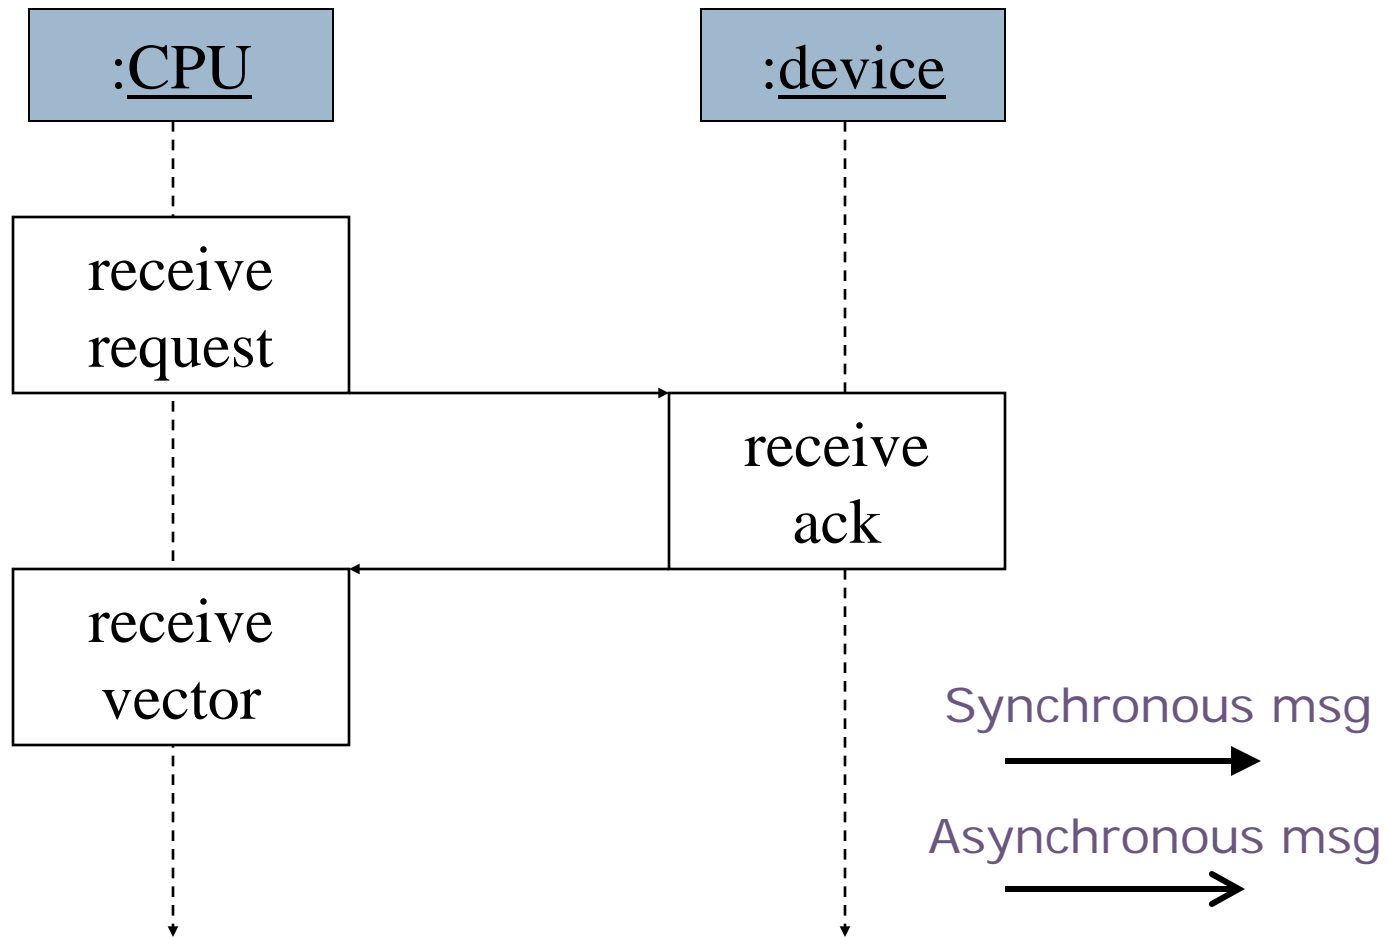 :CPU
:device
receive
request
receive
ack
receive
vector
Synchronous msg
Asynchronous msg